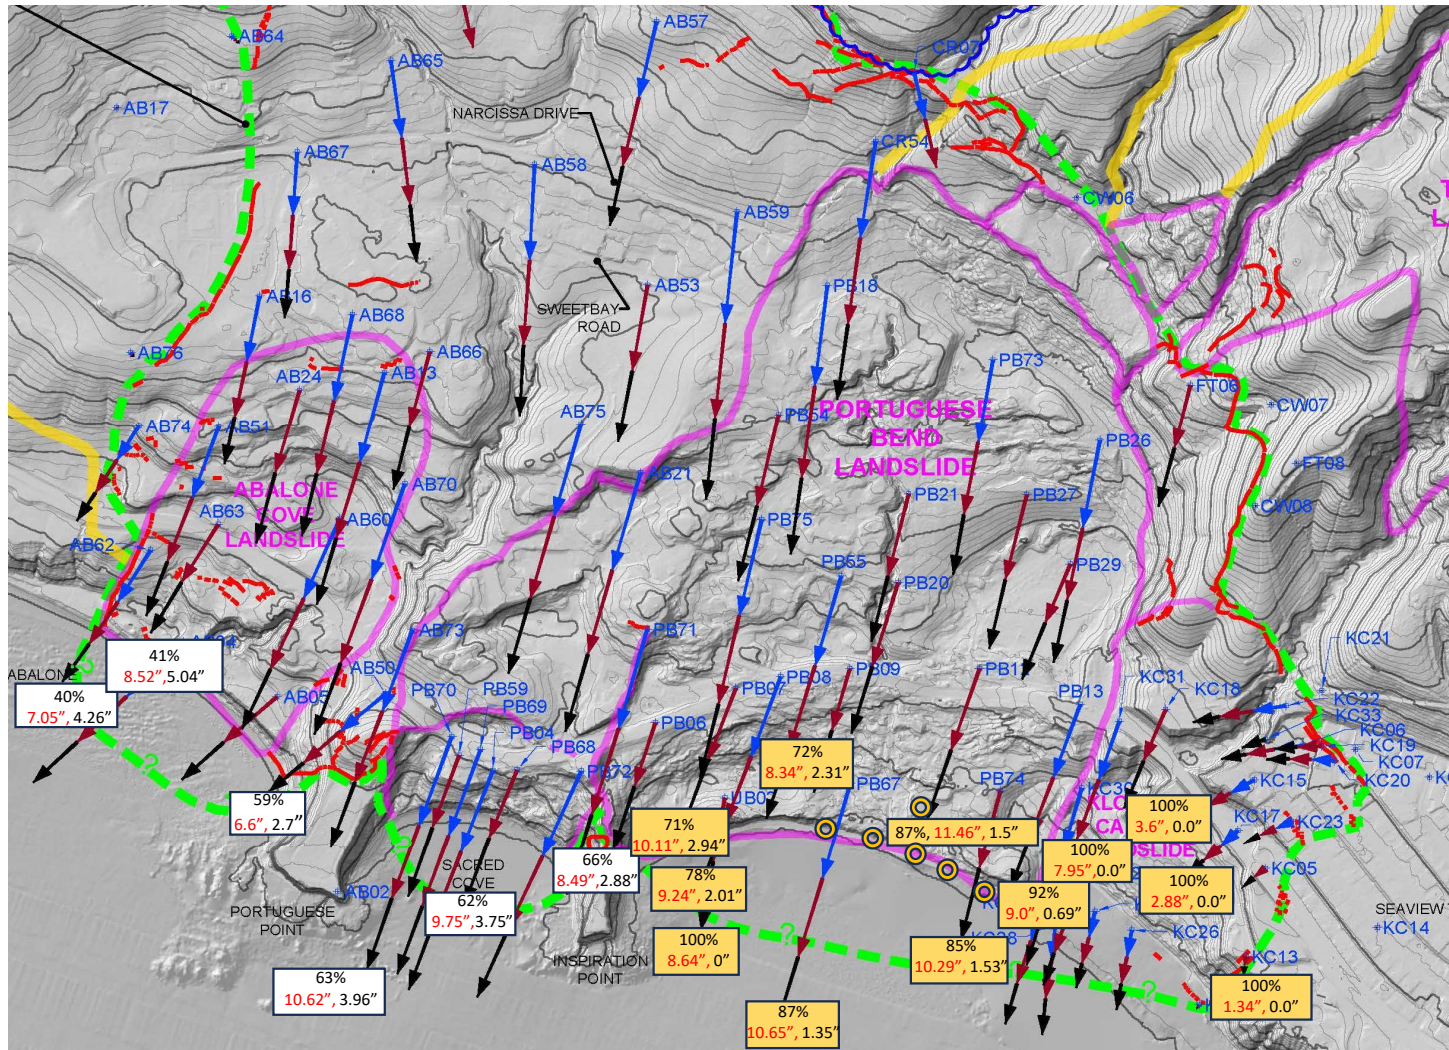 AB57
AB64
CR07
AB65
AB17
NARCISSA DRIVE
CR54
AB67
AB58
CW06
AB59
AB53
PB18
AB16
SWEETBAY
ROAD
AB68
AB76
AB66
PB73
AB24
AB13
FT06
CW07
PORTUGUESE
BEND
LANDSLIDE
PB54
AB75
AB74
AB51
PB26
FT08
AB21
AB70
ABALONE
COVE
LANDSLIDE
PB21
PB27
CW08
AB63
AB60
PB75
AB62
PB55
PB20
PB29
AB73
PB71
KC21
41%
8.52”, 5.04”
ABALONE
40%
7.05”, 4.26”
?
AB50
AB05
PB70
PB59
PB69
PB04
PB68
PB07
PB08
PB09
PB13
KC31
KC18
KC22
KC33
KC06
KC19
KC07
KC20
PB06
PB72
72%
8.34”, 2.31”
PB67
PB74
KC15
KC17
KC23
KC05
?
59%
6.6”, 2.7”
71%
10.11”, 2.94”
87%, 11.46”, 1.5”
100%
3.6”, 0.0”
100%
7.95”,0.0”
66%
8.49”,2.88”
78%
9.24”, 2.01”
100%
2.88”, 0.0”
92%
9.0”, 0.69”
SACRED
COVE
62%
9.75”,3.75”
AB02
PORTUGUESE
POINT
SEAVIEW
KC14
KC26
?
100%
8.64”, 0”
85%
10.29”, 1.53”
INSPIRATION
POINT
KC13
63%
10.62”, 3.96”
?
?
100%
1.34”, 0.0”
87%
10.65”, 1.35”